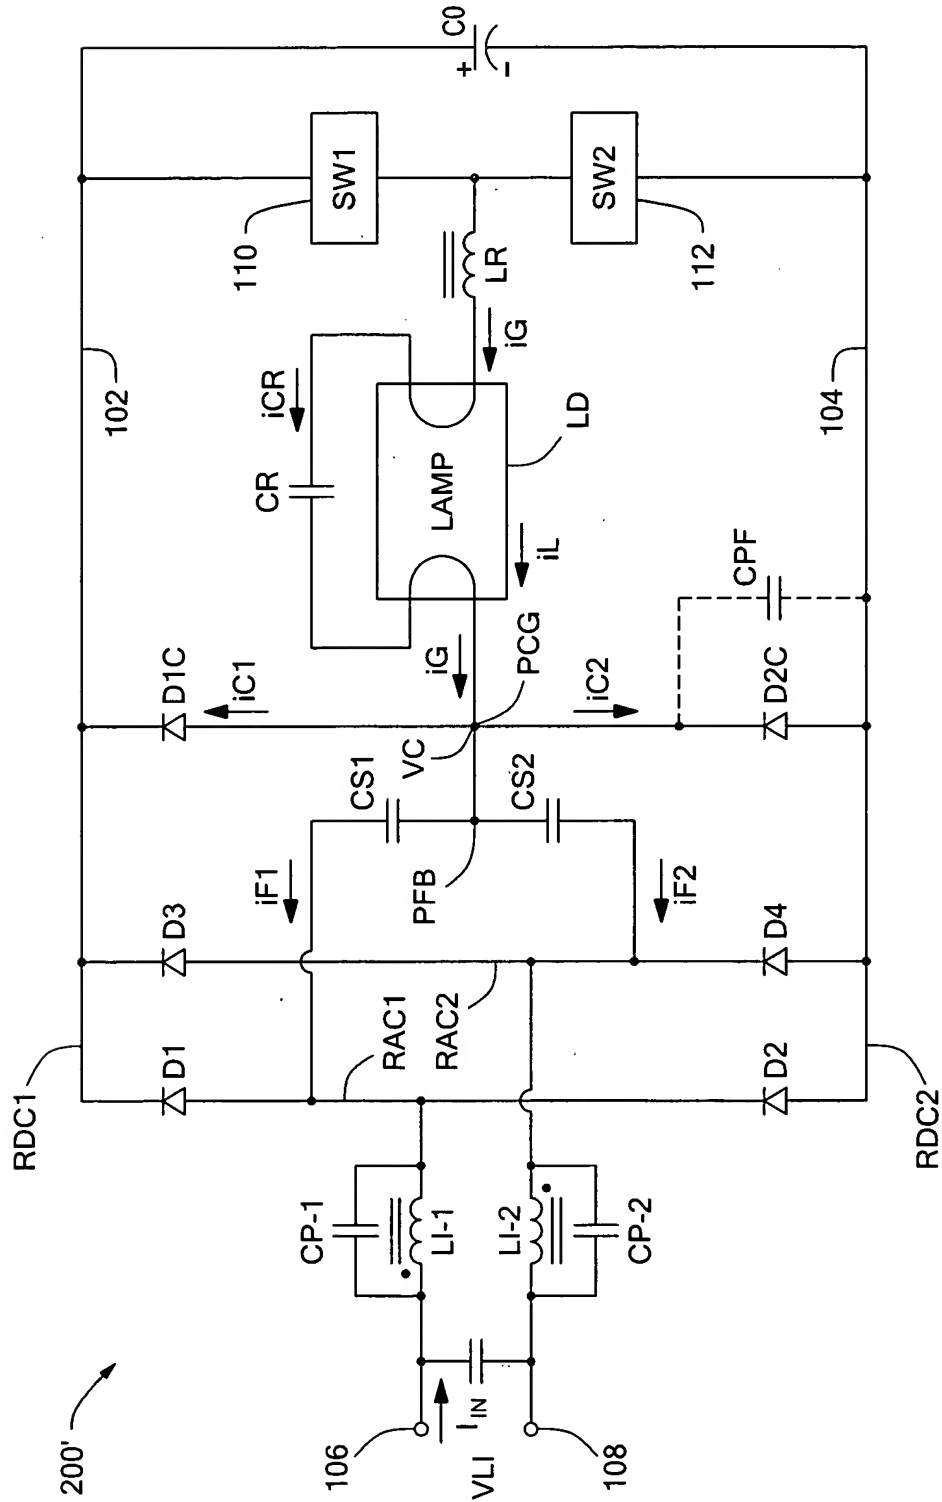 200'
106
108
VLI
I IN
CP-1
LI-1
LI-2
CP-2
RDC1
D1
RAC1
RAC2
D2
RDC2
D3
iF1
PFB
iF2
D4
CS1
VC
CS2
D1C
iC1
iG
PCG
iC2
D2C
CPF
CR
iCR
LAMP
iL
LD
iG
LR
102
104
110
SW1
SW2
112
C0
+
-